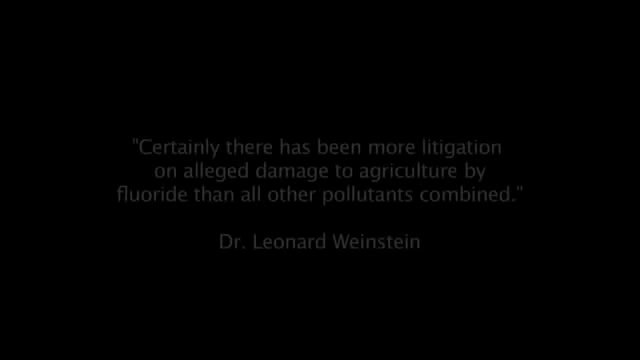 "Certainly there has been more litigation
on alleged damage to agriculture by
fluoride than all other pollutants combined."
Dr. Leonard Weinstein